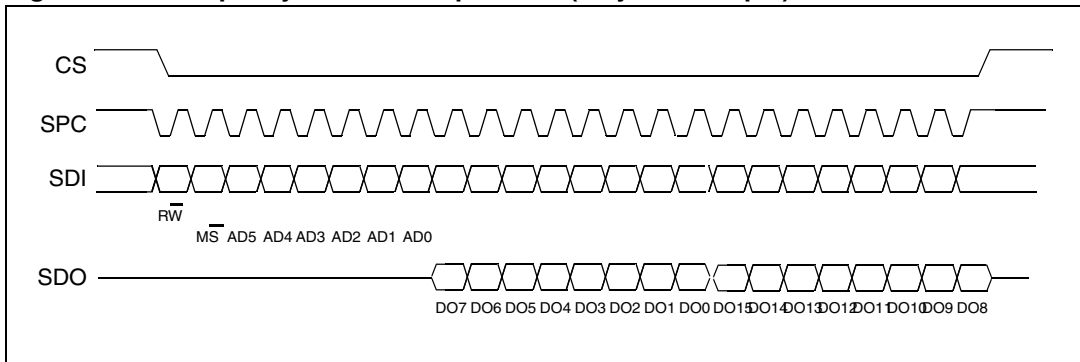 CS
SPC
SDI
RW
MS AD5 AD4 AD3 AD2 AD1 AD0
SDO
DO7 DO6 DO5 DO4 DO3 DO2 DO1 DO0 DO15 DO14 DO13 DO12 DO11 DO10 DO9 DO8